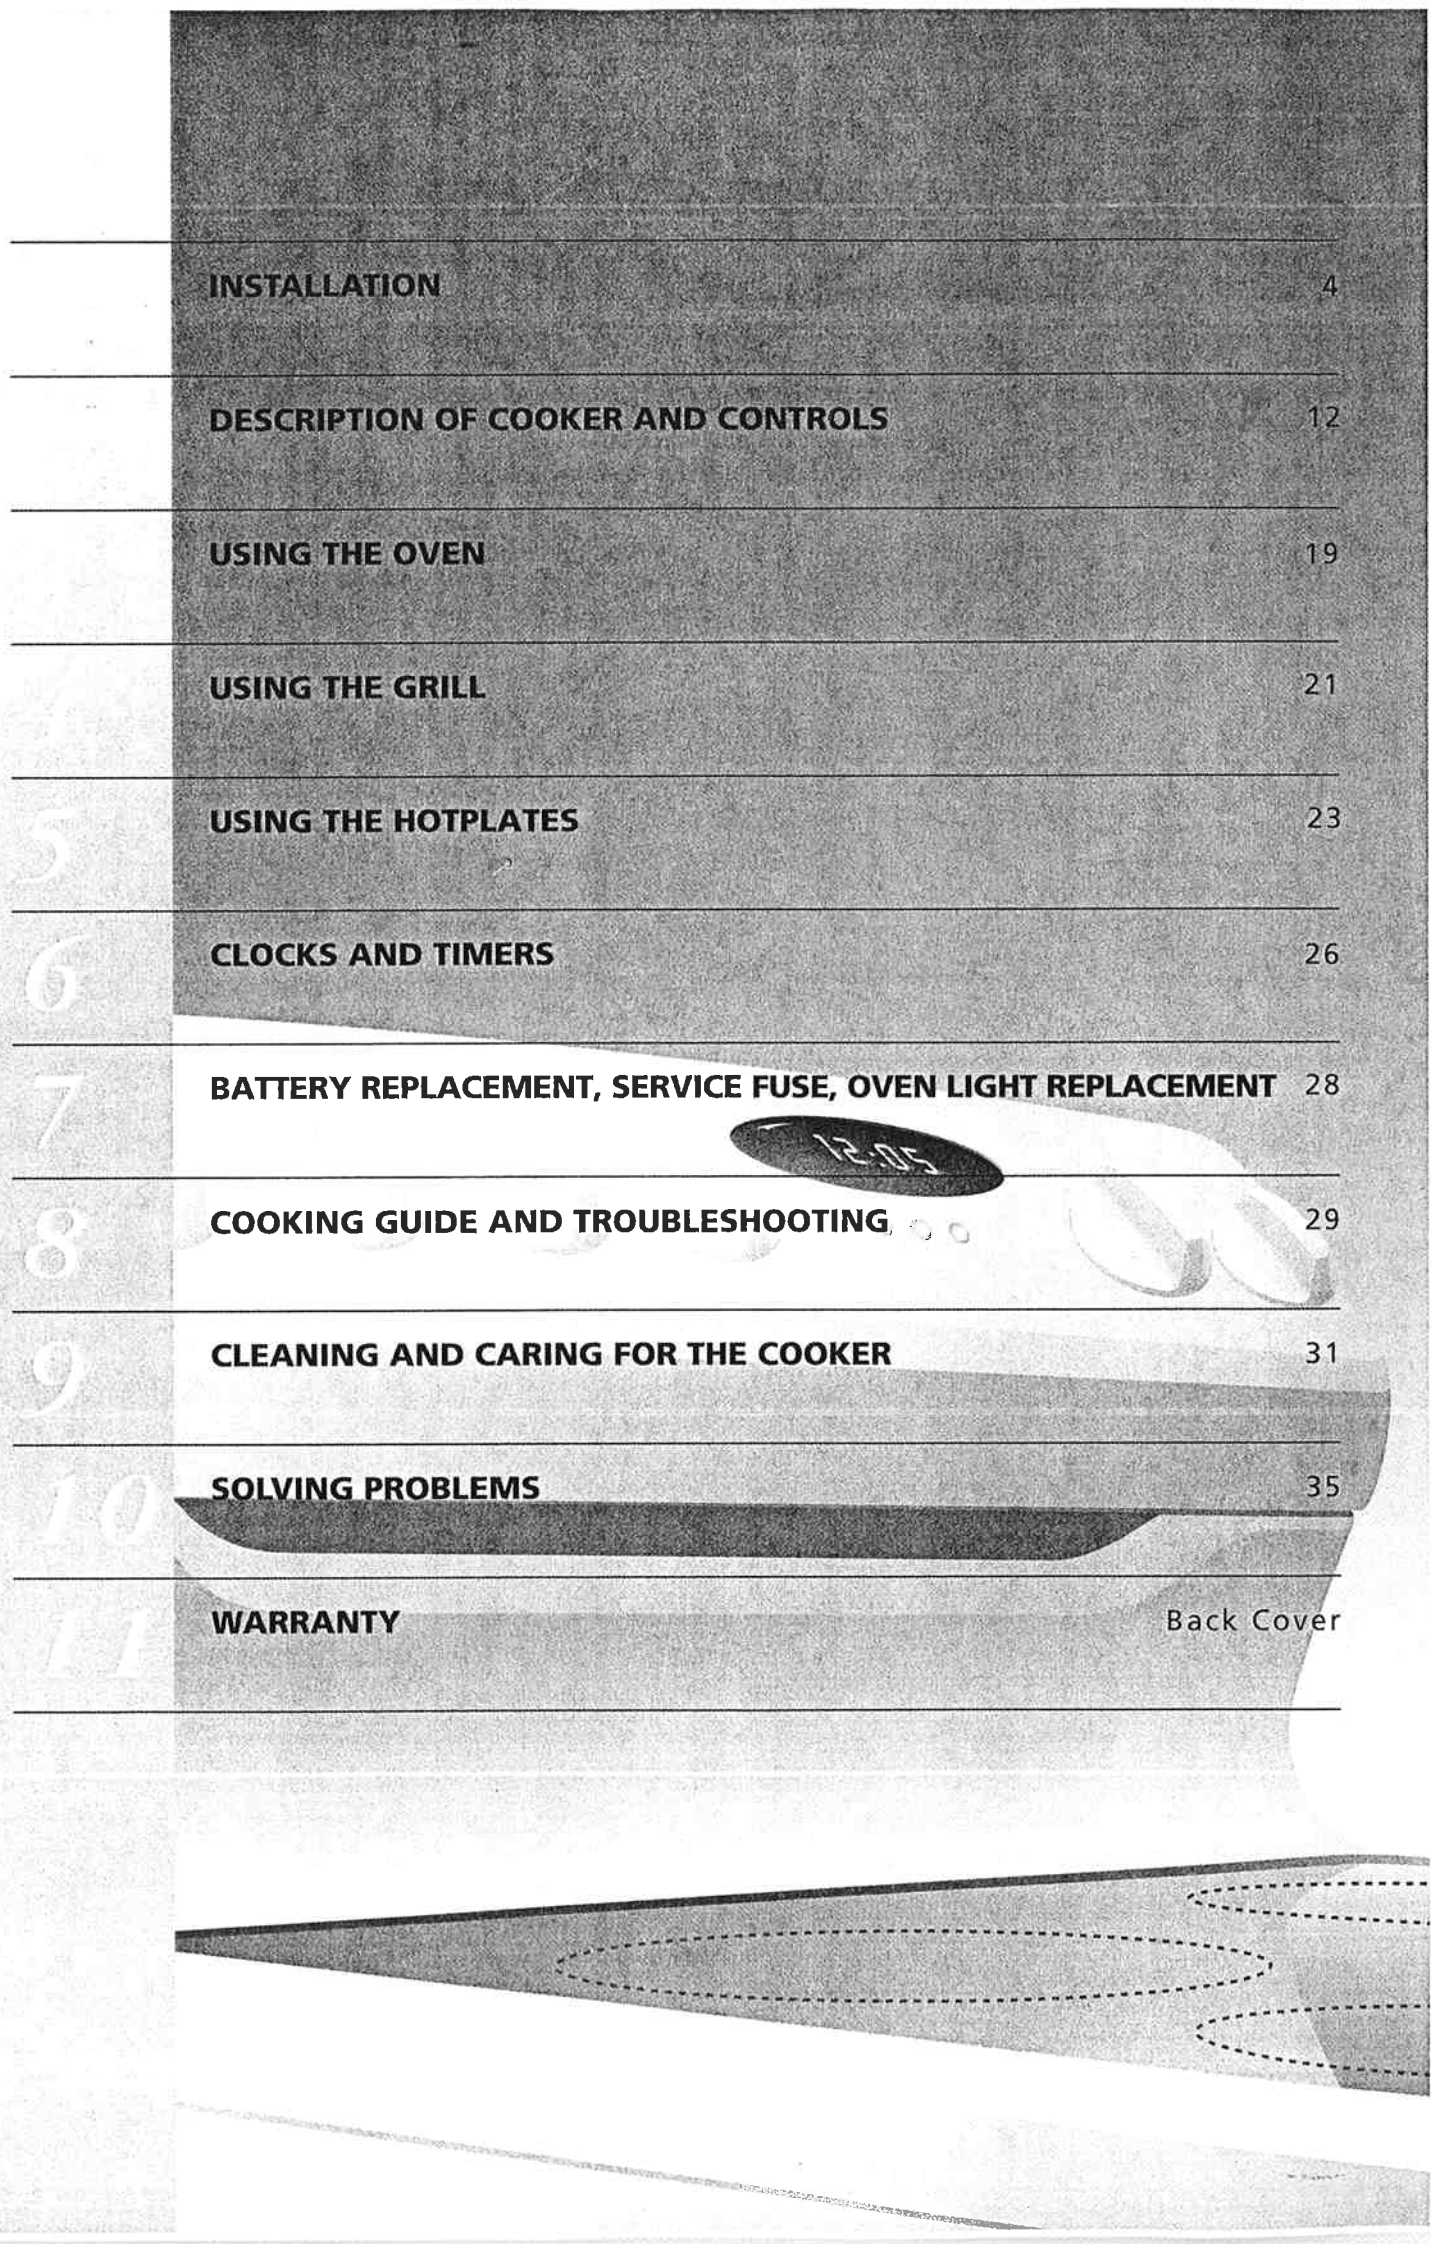 INSTALLATION 4
DESCRIPTION OF COOKER AND CONTROLS 12
USING THE OVEN 19
USING THE GRILL 21
5 USING THE HOTPLATES 23
6 CLOCKS AND TIMERS 26
7 BATTERY REPLACEMENT, SERVICE FUSE, OVEN LIGHT REPLACEMENT 28
12:05
8 COOKING GUIDE AND TROUBLESHOOTING 29
9 CLEANING AND CARING FOR THE COOKER 31
10 SOLVING PROBLEMS 35
11 WARRANTY Back Cover